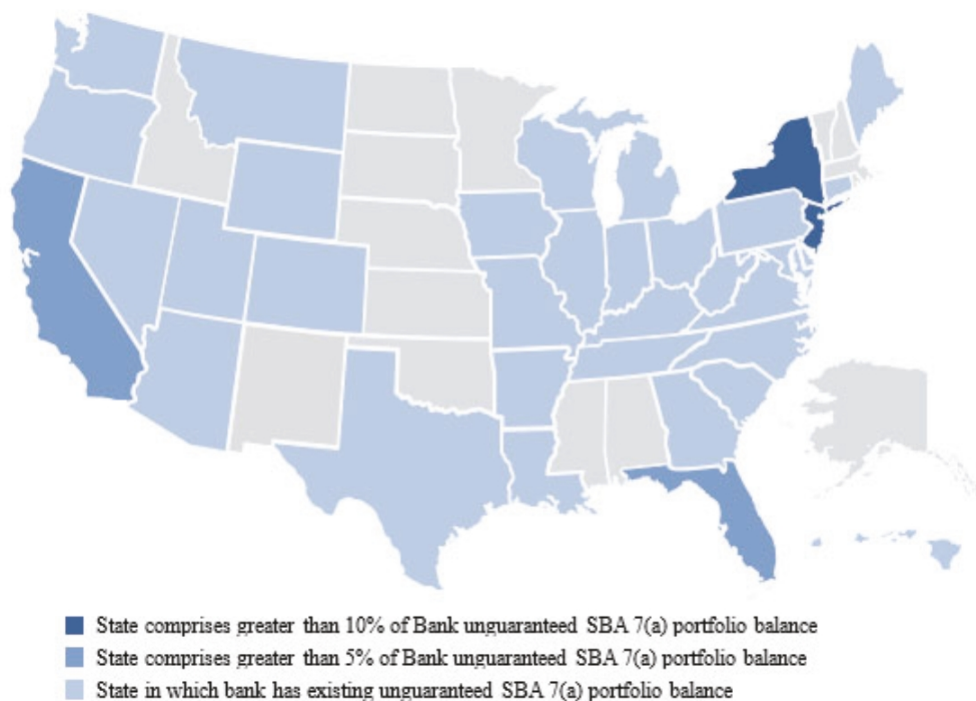 State comprises greater than 10% of Bank unguaranteed SBA 7(a) portfolio balance
State comprises greater than 5% of Bank unguaranteed SBA 7(a) portfolio balance
State in which bank has existing unguaranteed SBA 7(a) portfolio balance